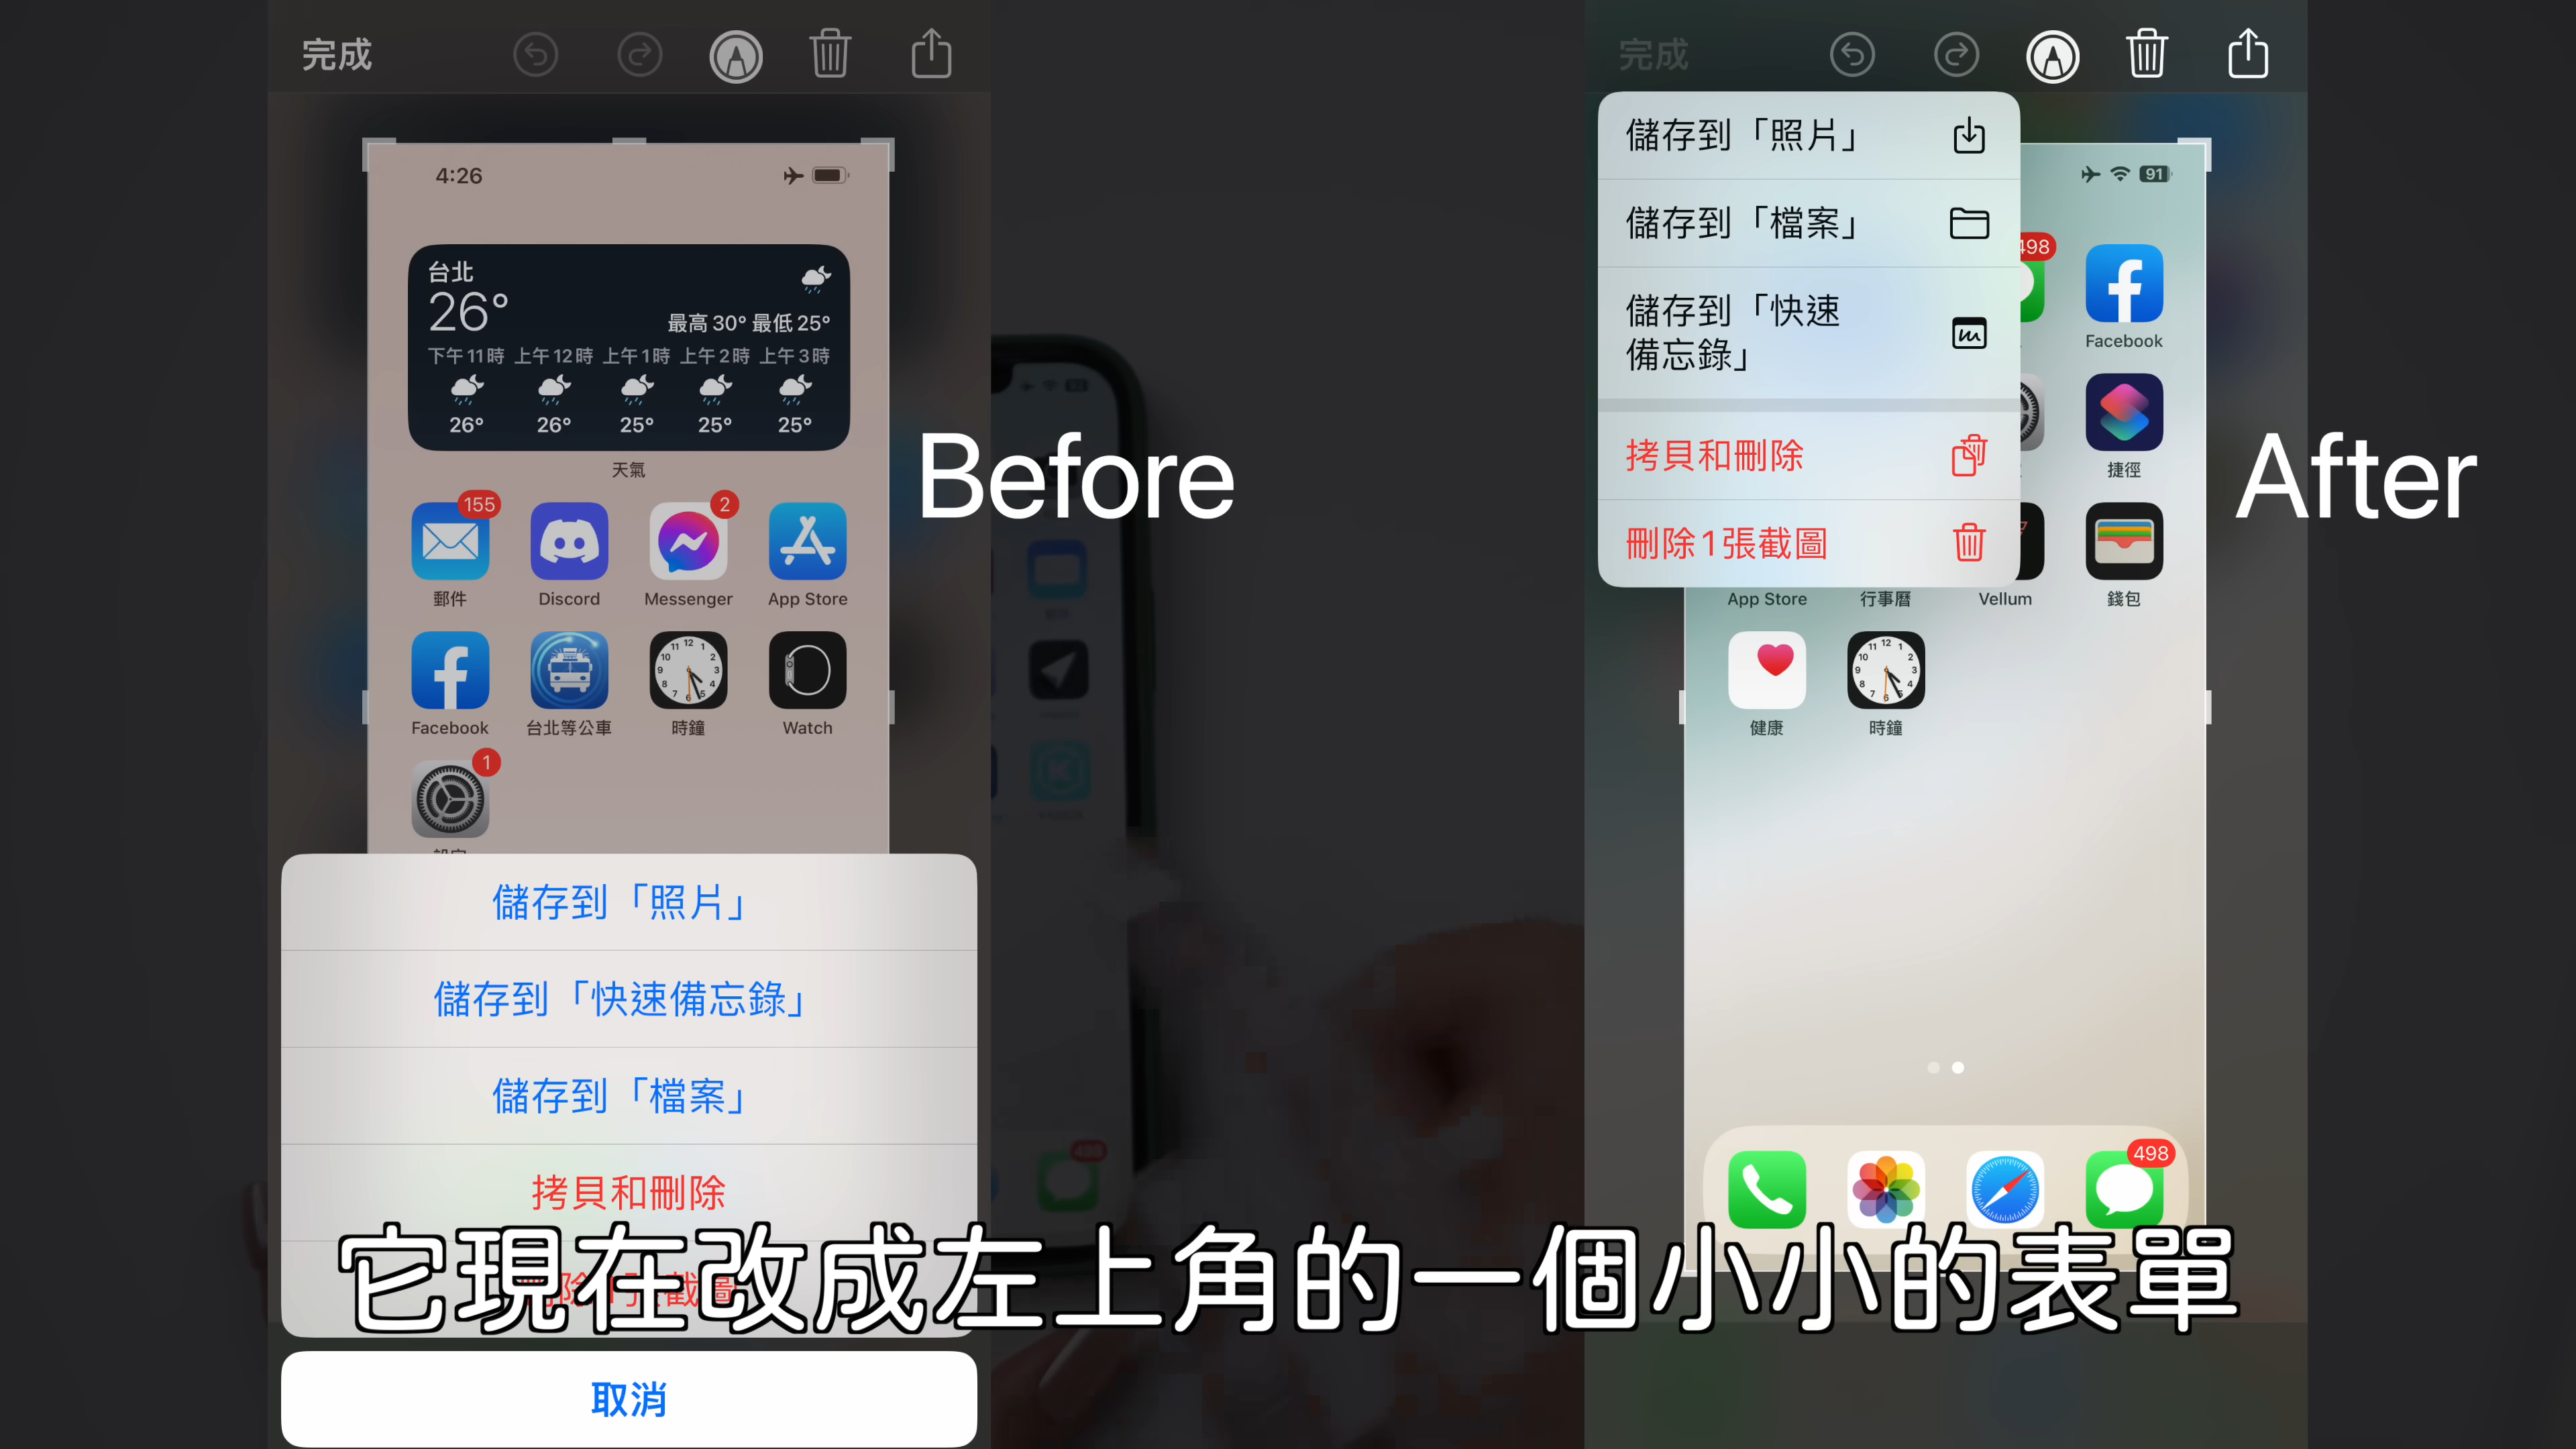 完成
4:26
台北
26°
最高 30° 最低 25°
下午11時 上午12時 上午1時 上午2時 上午3時
26° 26° 25° 25° 25°
天氣
155
2
郵件 Discord Messenger App Store
Facebook 台北等公車 時鐘 Watch
1
儲存到「照片」
儲存到「快速備忘錄」
儲存到「檔案」
拷貝和刪除
取消
Before
完成
儲存到「照片」
儲存到「檔案」
儲存到「快速
備忘錄」
拷貝和刪除
刪除1張截圖
91
498
Facebook
捷徑
App Store 行事曆 Vellum 錢包
健康 時鐘
498
After
它現在改成左上角的一個小小的表單